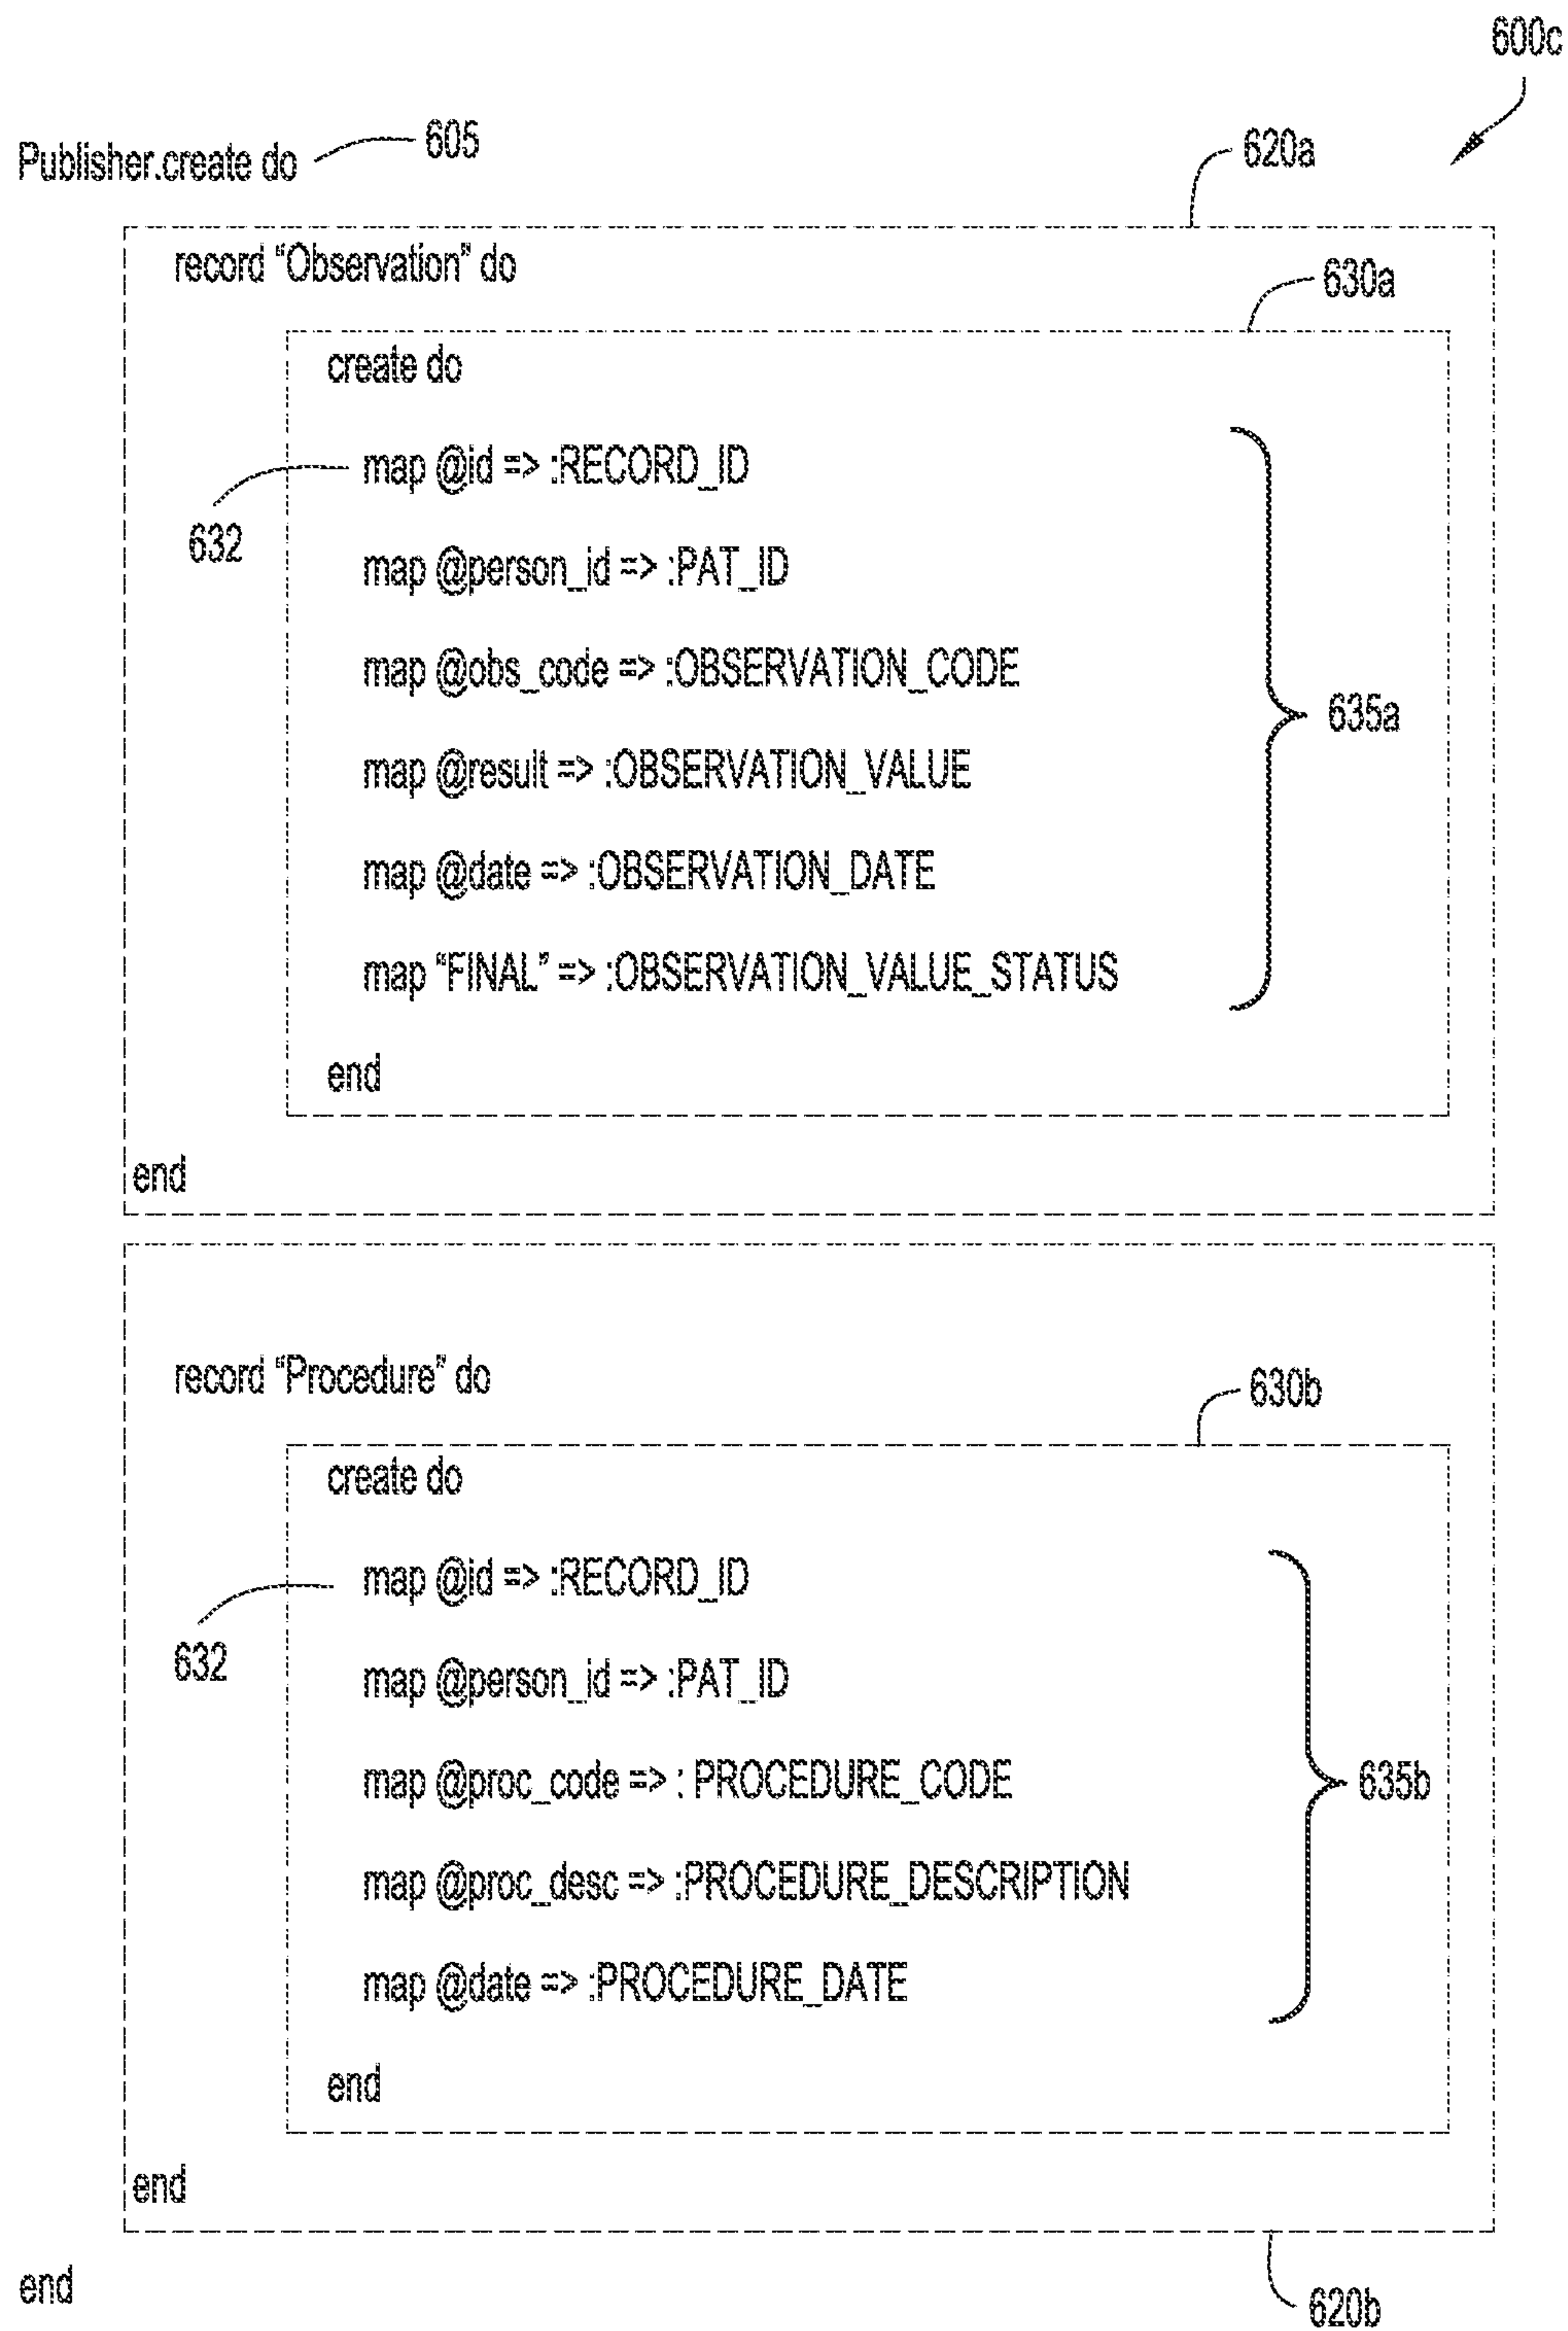 600c
Publisher.create do
605
620a
record “Observation” do
630a
create do
map @id => :RECORD_ID
632
map @person_id => :PAT_ID
map @obs_code => :OBSERVATION_CODE
635a
map @result => :OBSERVATION_VALUE
map @date => :OBSERVATION_DATE
map “FINAL” => :OBSERVATION_VALUE_STATUS
end
end
record “Procedure” do
630b
create do
map @id => :RECORD_ID
632
map @person_id => :PAT_ID
map @proc_code => : PROCEDURE_CODE
635b
map @proc_desc => :PROCEDURE_DESCRIPTION
map @date => :PROCEDURE_DATE
end
end
end
620b